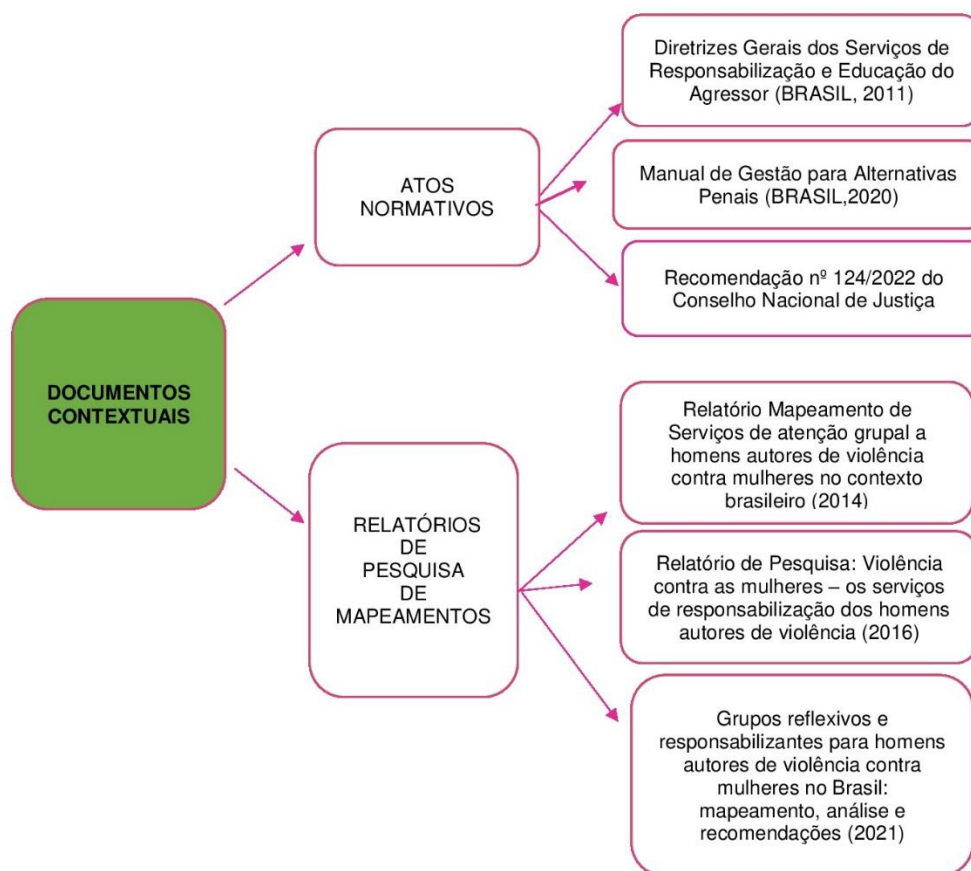 DOCUMENTOS
CONTEXTUAIS
ATOS
NORMATIVOS
Diretrizes Gerais dos Serviços de
Responsabilização e Educação do
Agressor (BRASIL, 2011)
Manual de Gestão para Alternativas
Penais (BRASIL,2020)
Recomendação nº 124/2022 do
Conselho Nacional de Justiça
RELATÓRIOS
DE
PESQUISA
DE
MAPEAMENTOS
Relatório Mapeamento de
Serviços de atenção grupal a
homens autores de violência
contra mulheres no contexto
brasileiro (2014)
Relatório de Pesquisa: Violência
contra as mulheres – os serviços
de responsabilização dos homens
autores de violência (2016)
Grupos reflexivos e
responsabilizantes para homens
autores de violência contra
mulheres no Brasil:
mapeamento, análise e
recomendações (2021)